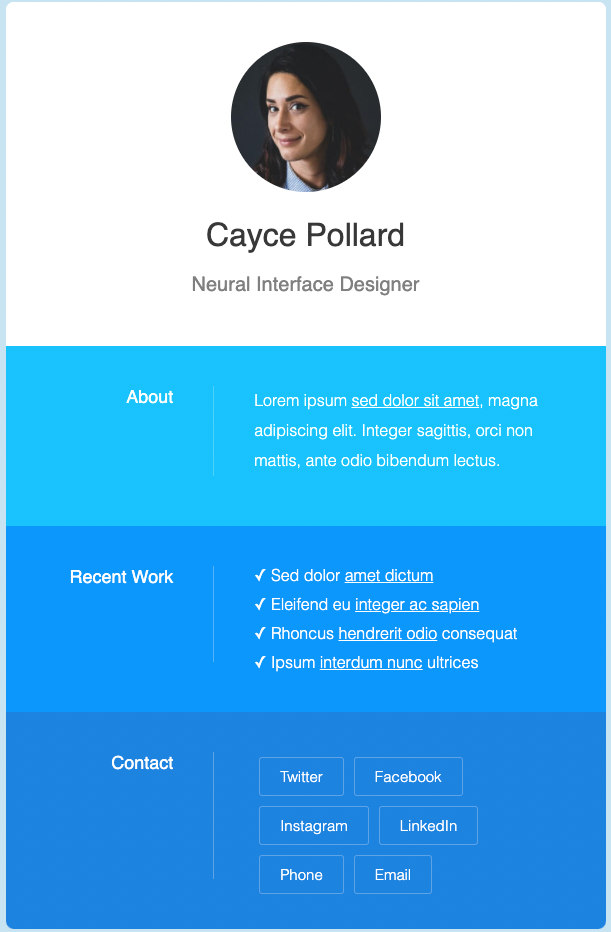 Cayce Pollard
Neural Interface Designer
About
Lorem ipsum sed dolor sit amet, magna
adipiscing elit. Integer sagittis, orci non
mattis, ante odio bibendum lectus.
Recent Work
✓ Sed dolor amet dictum
✓ Eleifend eu integer ac sapien
✓ Rhoncus hendrerit odio consequat
✓ Ipsum interdum nunc ultrices
Contact
Twitter Facebook
Instagram LinkedIn
Phone Email